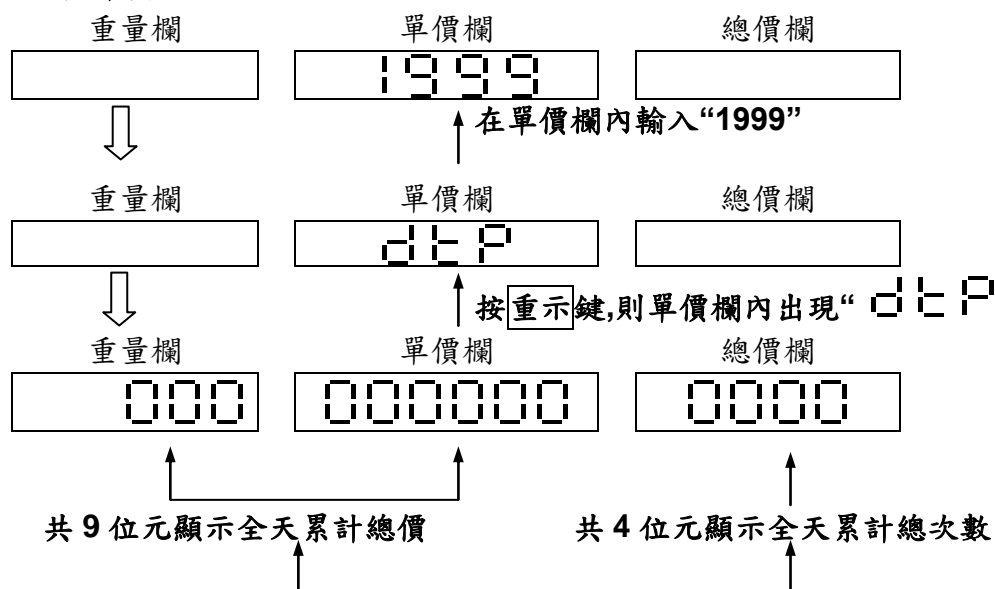 重量欄 單價欄 總價欄
1999
在單價欄內輸入“1999”
重量欄 單價欄 總價欄
dtP
按重示鍵,則單價欄內出現“ dtP
重量欄 單價欄 總價欄
000 000000 0000
共 9 位元顯示全天累計總價 共 4 位元顯示全天累計總次數